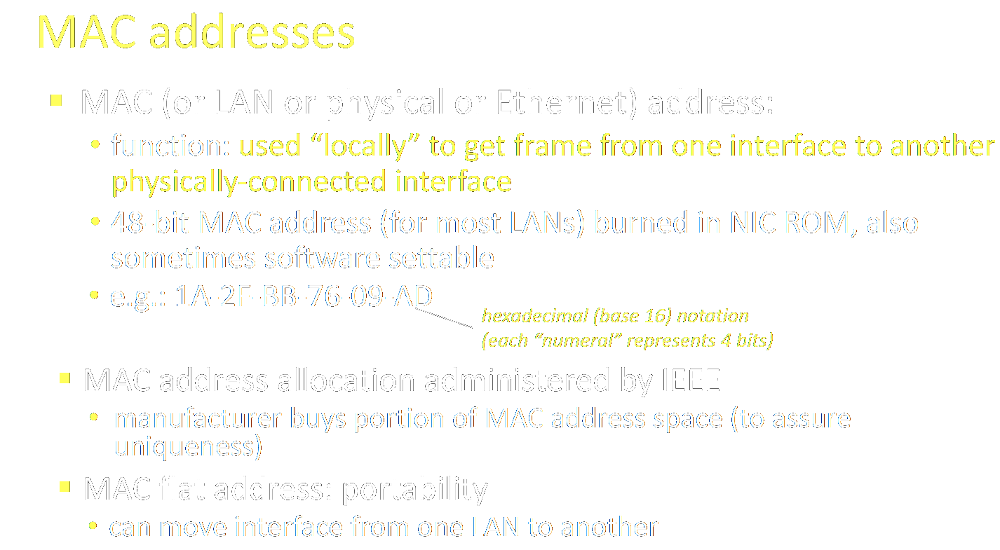 MAC addresses
MAC (or LAN or physical or Ethernet) address:
function: used “locally” to get frame from one interface to another
physically-connected interface
48-bit MAC address (for most LANs) burned in NIC ROM, also
sometimes software settable
e.g.: 1A-2F-BB-76-09-AD
hexadecimal (base 16) notation
(each “numeral” represents 4 bits)
MAC address allocation administered by IEEE
manufacturer buys portion of MAC address space (to assure
uniqueness)
MAC flat address: portability
can move interface from one LAN to another